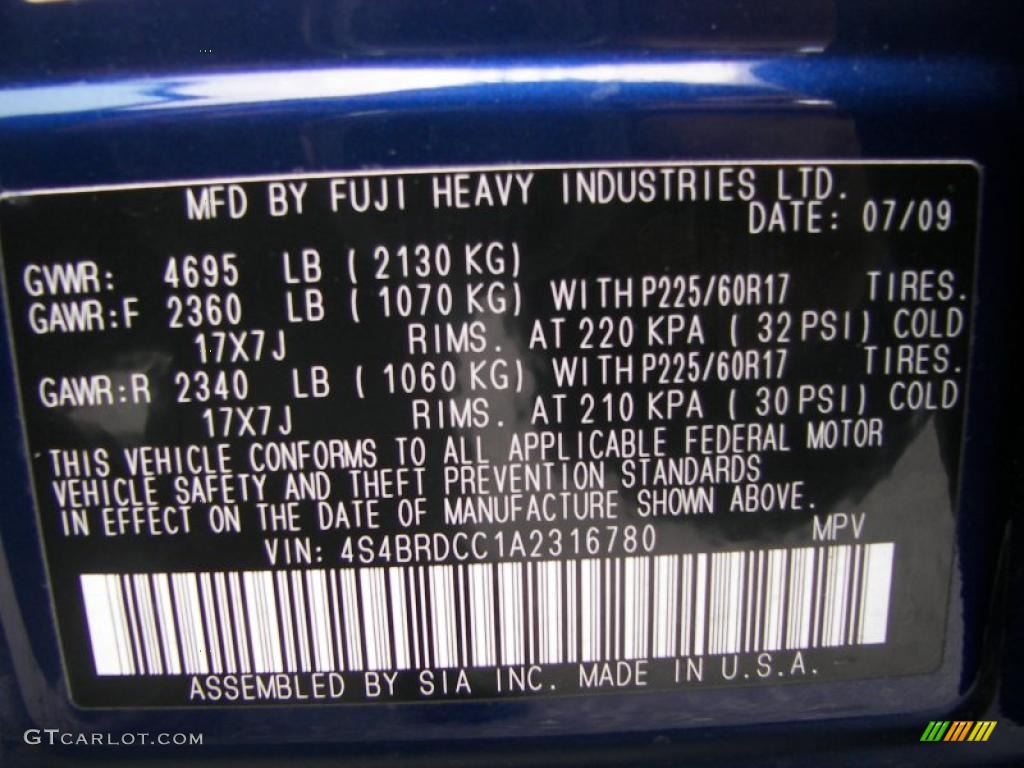 MFD BY FUJI HEAVY INDUSTRIES LTD.
DATE: 07/09
GVWR: 4695 LB ( 2130 KG)
GAWR:F 2360 LB ( 1070 KG) WITH P225/60R17 TIRES.
17X7J RIMS. AT 220 KPA ( 32 PSI) COLD
GAWR:R 2340 LB ( 1060 KG) WITH P225/60R17 TIRES.
17X7J RIMS. AT 210 KPA ( 30 PSI) COLD
THIS VEHICLE CONFORMS TO ALL APPLICABLE FEDERAL MOTOR
VEHICLE SAFETY AND THEFT PREVENTION STANDARDS
IN EFFECT ON THE DATE OF MANUFACTURE SHOWN ABOVE.
VIN: 4S4BRDCC1A2316780 MPV
ASSEMBLED BY SIA INC. MADE IN U.S.A.
GTCARLOT.COM